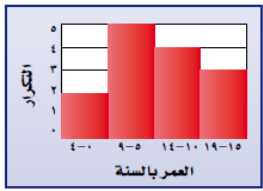 التكرار
٥
٤
٣
٢
١
٠
٠-٤ ٥-٩ ١٠-١٤ ١٥-١٩
العمر بالسنة